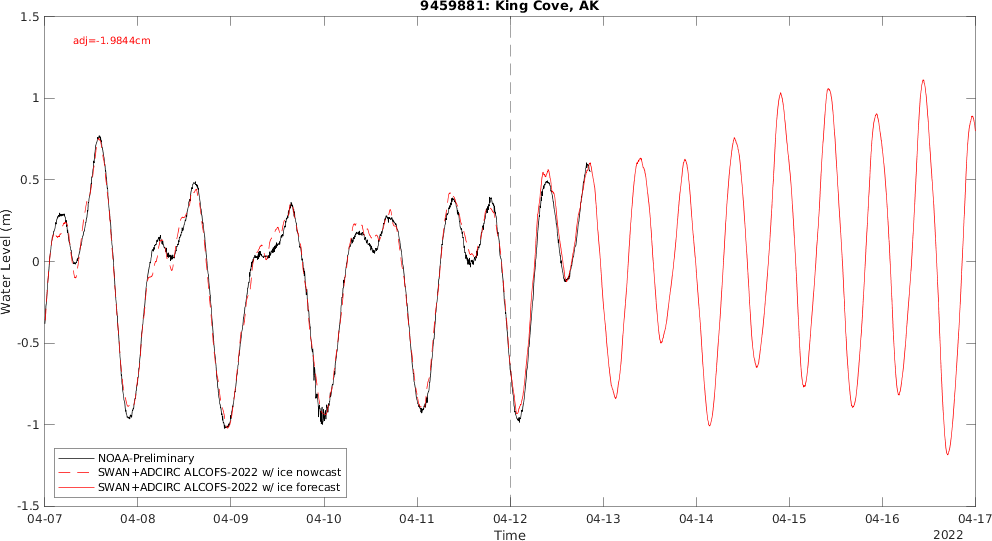 9459881: King Cove, AK
adj=-1.9844cm
1.5
1
0.5
0
-0.5
-1
-1.5
Water Level (m)
NOAA-Preliminary
SWAN+ADCIRC ALCOFS-2022 w/ ice nowcast
SWAN+ADCIRC ALCOFS-2022 w/ ice forecast
04-07 04-08 04-09 04-10 04-11 04-12 04-13 04-14 04-15 04-16 04-17
Time
2022